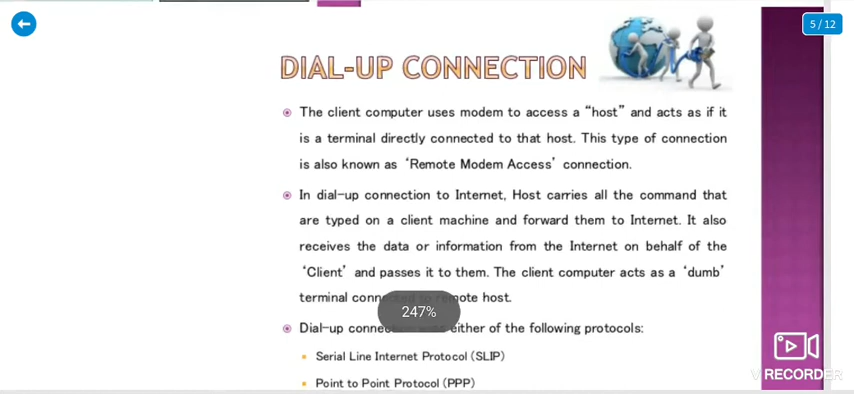 5 / 12
DIAL-UP CONNECTION
The client computer uses modem to access a “host” and acts as if it
is a terminal directly connected to that host. This type of connection
is also known as ‘Remote Modem Access’ connection.
In dial-up connection to Internet, Host carries all the command that
are typed on a client machine and forward them to Internet. It also
receives the data or information from the Internet on behalf of the
‘Client’ and passes it to them. The client computer acts as a ‘dumb’
terminal connected to remote host.
247%
Dial-up either of the following protocols:
Serial Line Internet Protocol (SLIP)
Point to Point Protocol (PPP)
V RECORDER